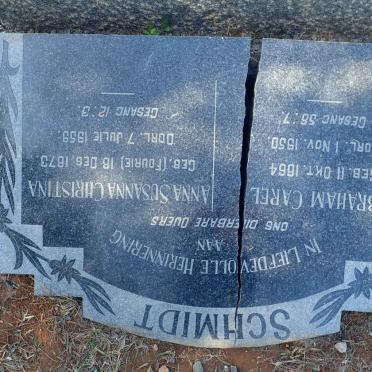 SCHMIDT
IN LIEFDEVOLLE HERINNERING
AAN
ONS DIERBARE OUERS
BRAHAM CAREL
GEB. 11 OKT. 1864
OORL. 1 NOV. 1950
GESANG 38:7
ANNA SUSANNA CHRISTINA
GEB. (FOURIE) 18 DES. 1873
OORL. 7 JULIE 1959
GESANG 12:3